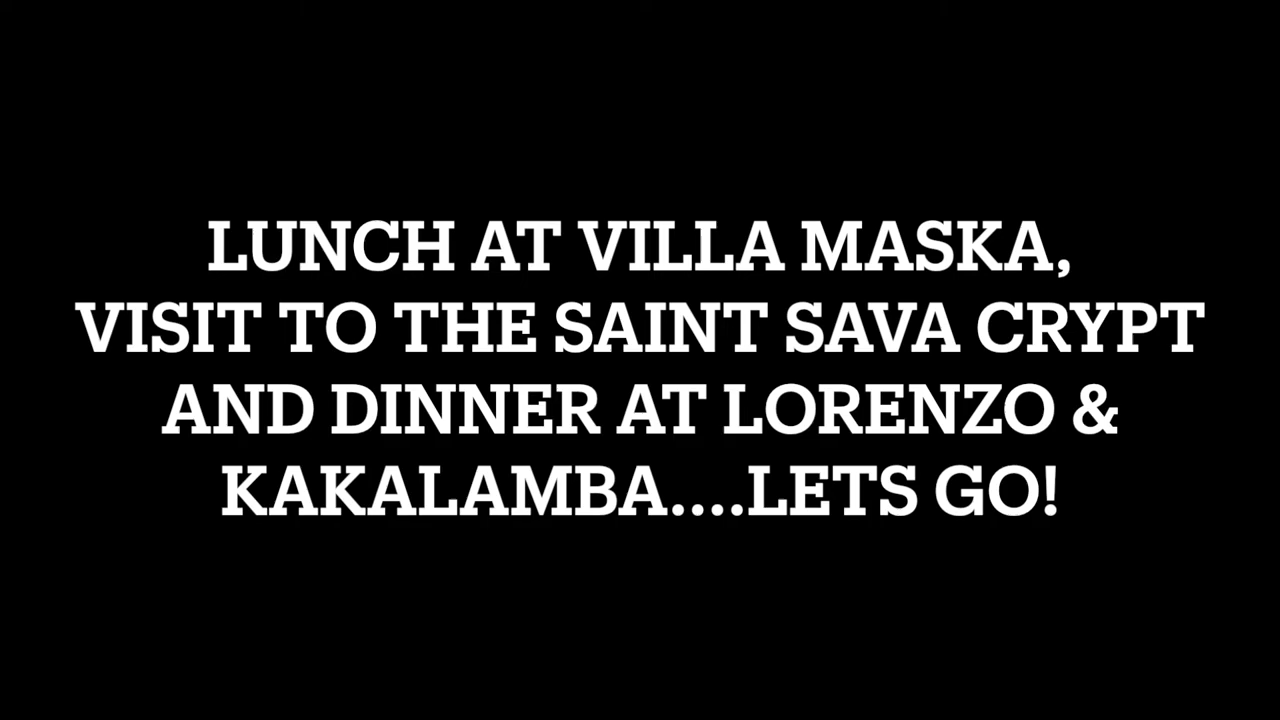 LUNCH AT VILLA MASKA,
VISIT TO THE SAINT SAVA CRYPT
AND DINNER AT LORENZO &
KAKALAMBA....LETS GO!